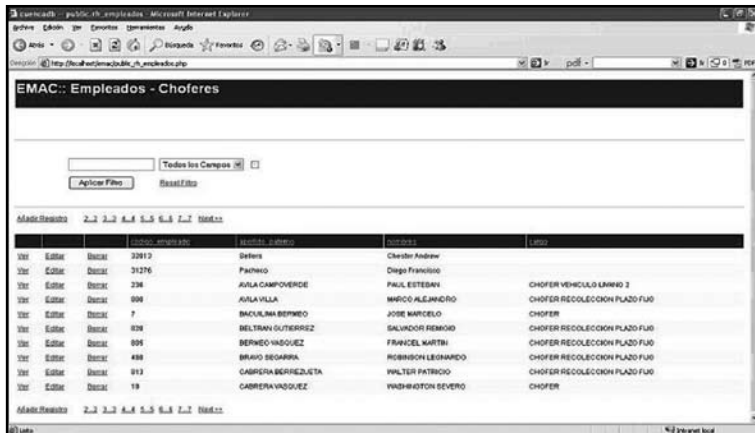 cuencadb -- public.rh_empleados - Microsoft Internet Explorer
Archivo Edición Ver Favoritos Herramientas Ayuda
Atrás Búsqueda Favoritos
http://localhost/emac/public_rh_empleados.php Ir pdf
EMAC:: Empleados - Choferes
Todos los Campos
Aplicar Filtro Reset Filtro
Añadir Registro 2..2 3..3 4..4 5..5 6..6 7..7 Next >>
codigo_empleado apellido_paterno nombres cargo
Ver Editar Borrar Chester Andrew
Ver Editar Borrar 31276 Pacheco Diego Francisco
Ver Editar Borrar 236 AVILA CAMPOVERDE PAUL ESTEBAN CHOFER VEHICULO LIVIANO 2
Ver Editar Borrar AVILA VILLA MARCO ALEJANDRO CHOFER RECOLECCION PLAZO FIJO
Ver Editar Borrar 7 BACUILIMA BERMEO JOSE MARCELO CHOFER
Ver Editar Borrar BELTRAN GUTIERREZ SALVADOR REMIGIO CHOFER RECOLECCION PLAZO FIJO
Ver Editar Borrar BERMEO VASQUEZ FRANCEL MARTIN CHOFER RECOLECCION PLAZO FIJO
Ver Editar Borrar BRAVO SEGARRA ROBINSON LEONARDO CHOFER RECOLECCION PLAZO FIJO
Ver Editar Borrar 913 CABRERA BERREZUETA WALTER PATRICIO CHOFER RECOLECCION PLAZO FIJO
Ver Editar Borrar 19 CABRERA VASQUEZ WASHINGTON SEVERO CHOFER
Añadir Registro 2..2 3..3 4..4 5..5 6..6 7..7 Next >>
Listo Intranet local